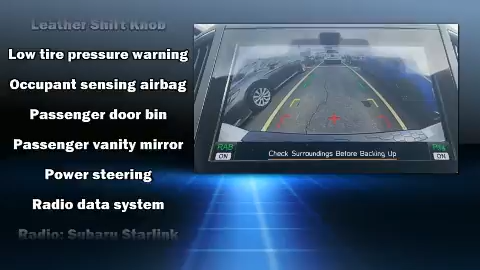 Leather Shift Knob
Low tire pressure warning
Occupant sensing airbag
Passenger door bin
Passenger vanity mirror
Power steering
Radio data system
Radio: Subaru Starlink
RAB
ON
Check Surroundings Before Backing Up
ON